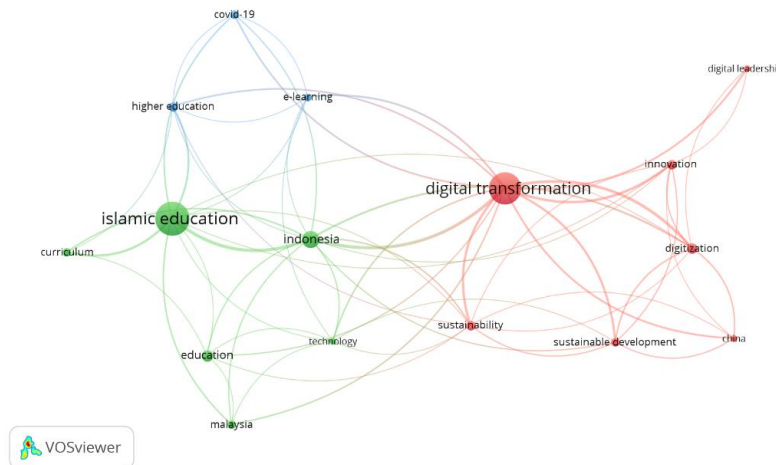 covid-19
digital leadershi
e-learning
higher education
innovation
digital transformation
islamic education
indonesia
digitization
curriculum
sustainability
technology
sustainable development
china
education
malaysia
VOSviewer